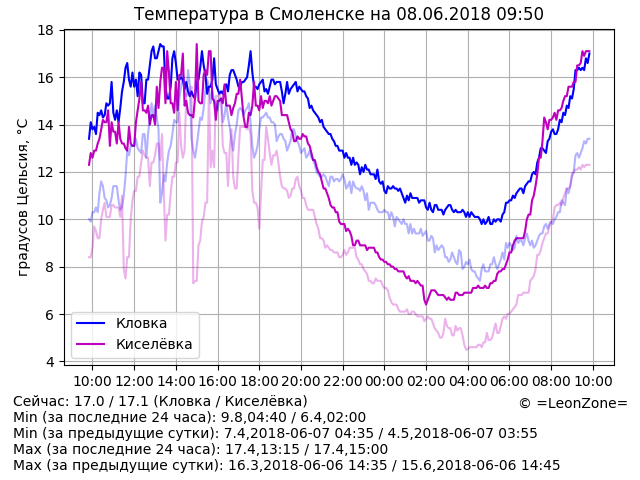 Температура в Смоленске на 08.06.2018 09:50
градусов Цельсия, °C
18
16
14
12
10
8
6
4
Кловка
Киселёвка
10:00 12:00 14:00 16:00 18:00 20:00 22:00 00:00 02:00 04:00 06:00 08:00 10:00
Сейчас: 17.0 / 17.1 (Кловка / Киселёвка)
© =LeonZone=
Min (за последние 24 часа): 9.8,04:40 / 6.4,02:00
Min (за предыдущие сутки): 7.4,2018-06-07 04:35 / 4.5,2018-06-07 03:55
Max (за последние 24 часа): 17.4,13:15 / 17.4,15:00
Max (за предыдущие сутки): 16.3,2018-06-06 14:35 / 15.6,2018-06-06 14:45